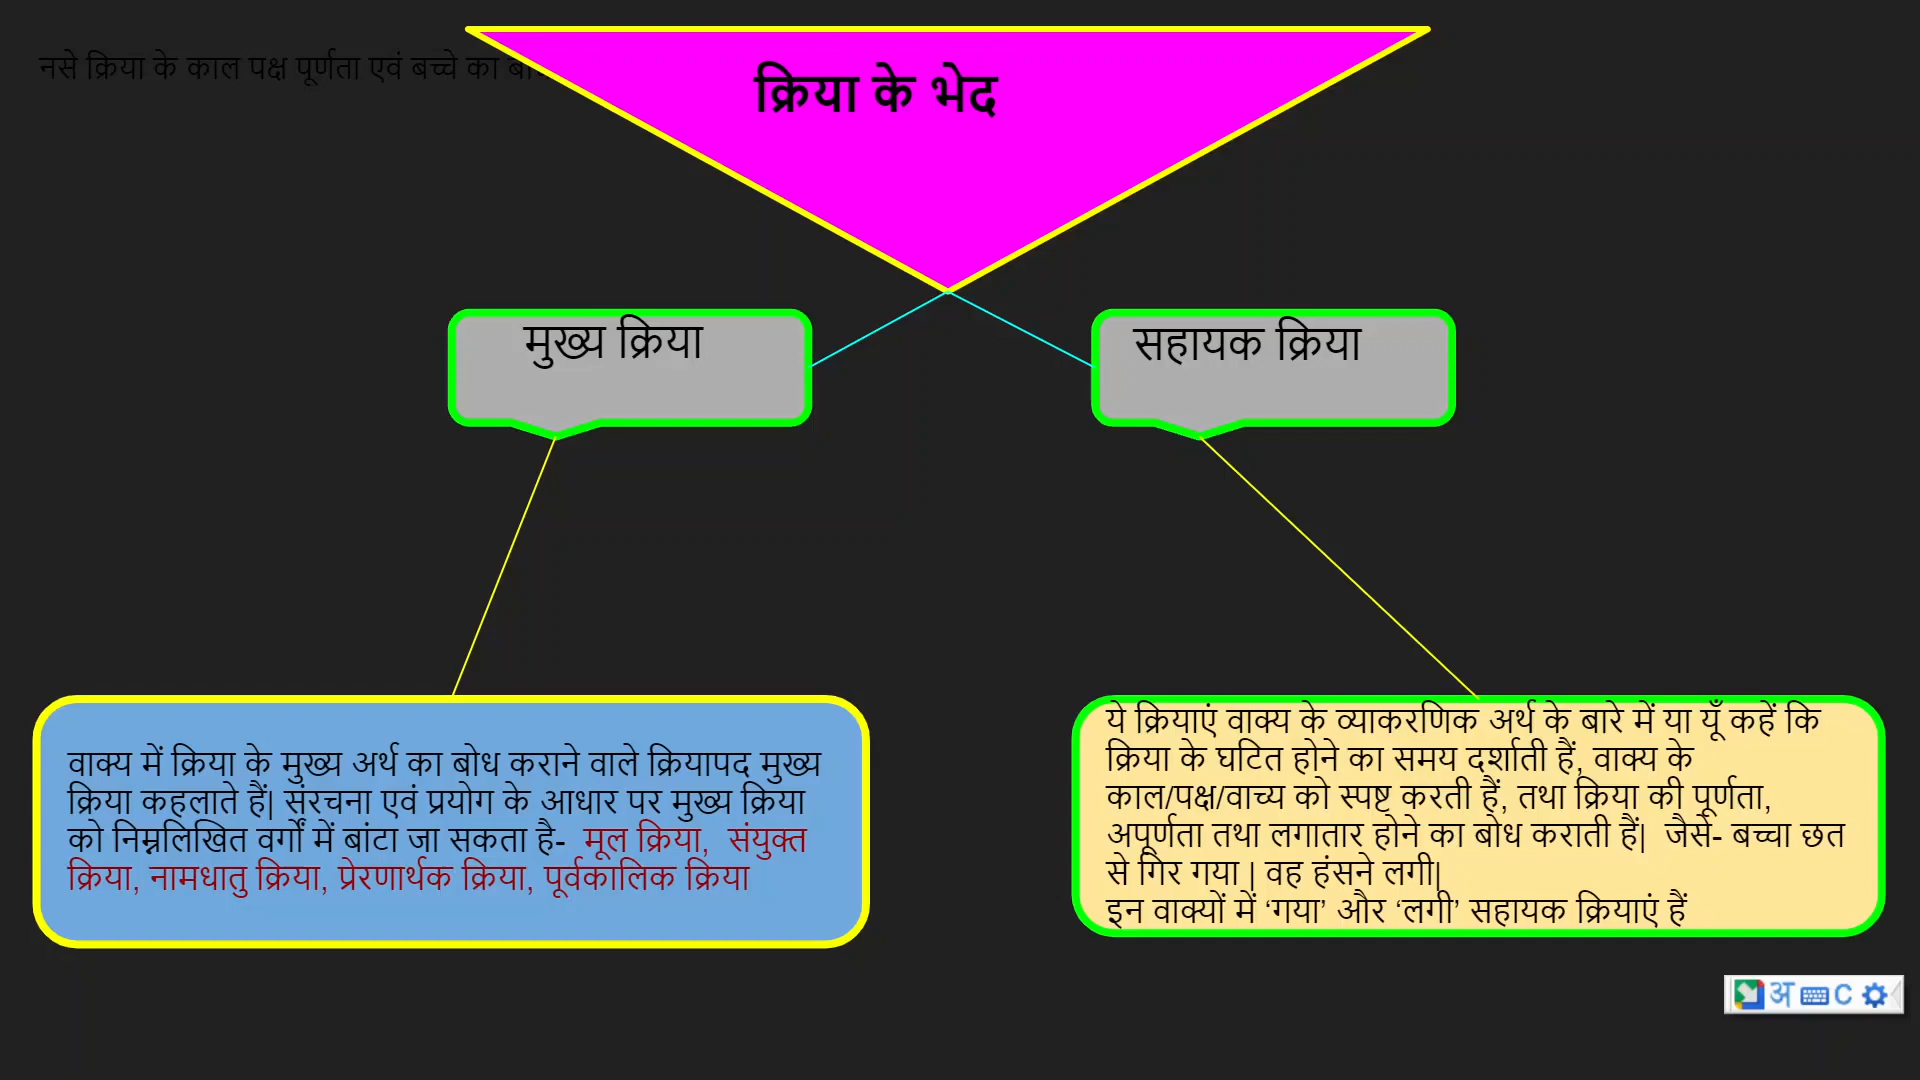 नसे क्रिया के काल पक्ष पूर्णता एवं बच्चे का
क्रिया के भेद
मुख्य क्रिया
सहायक क्रिया
वाक्य में क्रिया के मुख्य अर्थ का बोध कराने वाले क्रियापद मुख्य
क्रिया कहलाते हैं| संरचना एवं प्रयोग के आधार पर मुख्य क्रिया
को निम्नलिखित वर्गों में बांटा जा सकता है- मूल क्रिया, संयुक्त
क्रिया, नामधातु क्रिया, प्रेरणार्थक क्रिया, पूर्वकालिक क्रिया
ये क्रियाएं वाक्य के व्याकरणिक अर्थ के बारे में या यूँ कहें कि
क्रिया के घटित होने का समय दर्शाती हैं, वाक्य के
काल/पक्ष/वाच्य को स्पष्ट करती हैं, तथा क्रिया की पूर्णता,
अपूर्णता तथा लगातार होने का बोध कराती हैं| जैसे- बच्चा छत
से गिर गया | वह हंसने लगी|
इन वाक्यों में ‘गया’ और ‘लगी’ सहायक क्रियाएं हैं
अ C